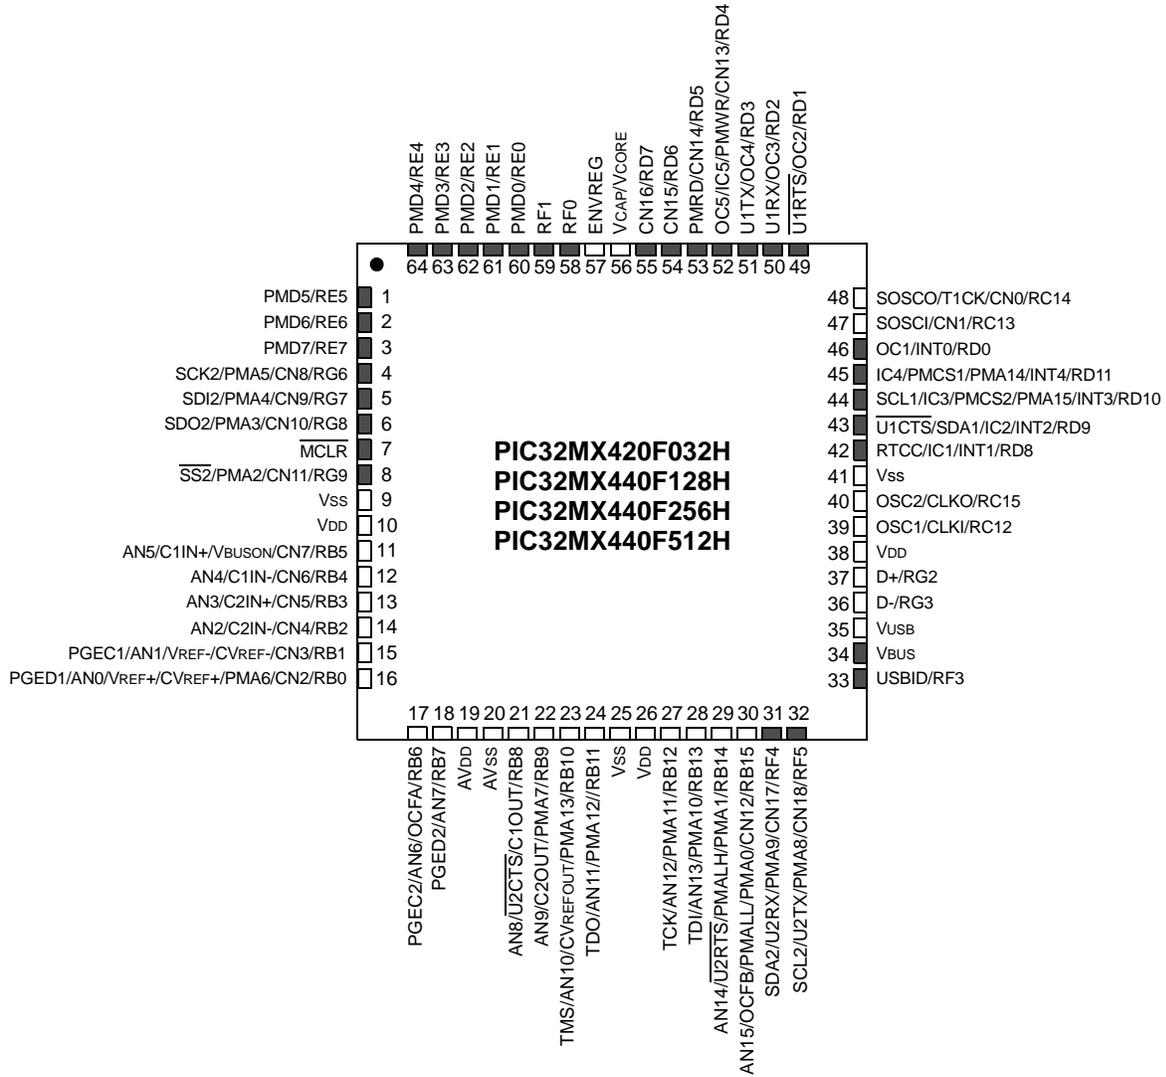 PMD4/RE4
PMD3/RE3
PMD2/RE2
PMD1/RE1
PMD0/RE0
RF1
RF0
ENVREG
VCAP/VCORE
CN16/RD7
CN15/RD6
PMRD/CN14/RD5
OC5/IC5/PMWR/CN13/RD4
U1TX/OC4/RD3
U1RX/OC3/RD2
U1RTS/OC2/RD1
64 63 62 61 60 59 58 57 56 55 54 53 52 51 50 49
PMD5/RE5 1
PMD6/RE6 2
PMD7/RE7 3
SCK2/PMA5/CN8/RG6 4
SDI2/PMA4/CN9/RG7 5
SDO2/PMA3/CN10/RG8 6
MCLR 7
SS2/PMA2/CN11/RG9 8
VSS 9
VDD 10
AN5/C1IN+/VBUSON/CN7/RB5 11
AN4/C1IN-/CN6/RB4 12
AN3/C2IN+/CN5/RB3 13
AN2/C2IN-/CN4/RB2 14
PGEC1/AN1/VREF-/CVREF-/CN3/RB1 15
PGED1/AN0/VREF+/CVREF+/PMA6/CN2/RB0 16
PIC32MX420F032H
PIC32MX440F128H
PIC32MX440F256H
PIC32MX440F512H
48 SOSCO/T1CK/CN0/RC14
47 SOSCI/CN1/RC13
46 OC1/INT0/RD0
45 IC4/PMCS1/PMA14/INT4/RD11
44 SCL1/IC3/PMCS2/PMA15/INT3/RD10
43 U1CTS/SDA1/IC2/INT2/RD9
42 RTCC/IC1/INT1/RD8
41 Vss
40 OSC2/CLKO/RC15
39 OSC1/CLKI/RC12
38 VDD
37 D+/RG2
36 D-/RG3
35 VUSB
34 VBUS
33 USBID/RF3
17 18 19 20 21 22 23 24 25 26 27 28 29 30 31 32
PGEC2/AN6/OCFA/RB6
PGED2/AN7/RB7
AVDD
AVSS
AN8/U2CTS/C1OUT/RB8
AN9/C2OUT/PMA7/RB9
TMS/AN10/CVREFOUT/PMA13/RB10
TDO/AN11/PMA12//RB11
VSS
VDD
TCK/AN12/PMA11/RB12
TDI/AN13/PMA10/RB13
AN14/U2RTS/PMALH/PMA1/RB14
AN15/OCFB/PMALL/PMA0/CN12/RB15
SDA2/U2RX/PMA9/CN17/RF4
SCL2/U2TX/PMA8/CN18/RF5